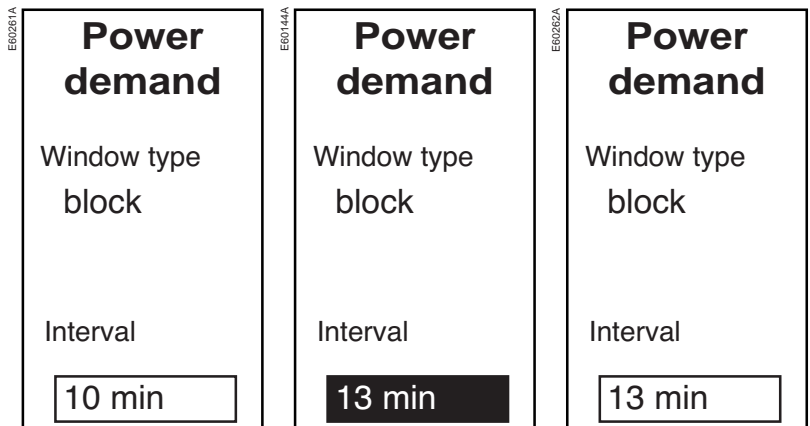 E60261A
Power
demand
Window type
block
Interval
10 min
E60144A
Power
demand
Window type
block
Interval
13 min
E60262A
Power
demand
Window type
block
Interval
13 min